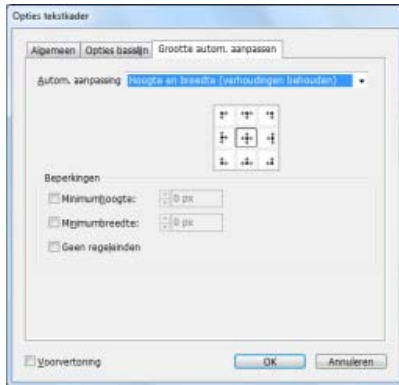 Opties tekstkader
Algemeen Opties basislijn Grootte autom. aanpassen
Autom. aanpassing Hoogte en breedte (verhoudingen behouden)
Beperkingen
Minimumhoogte: 0 px
Minimumbreedte: 0 px
Geen regeleinden
Voorvertoning OK Annuleren